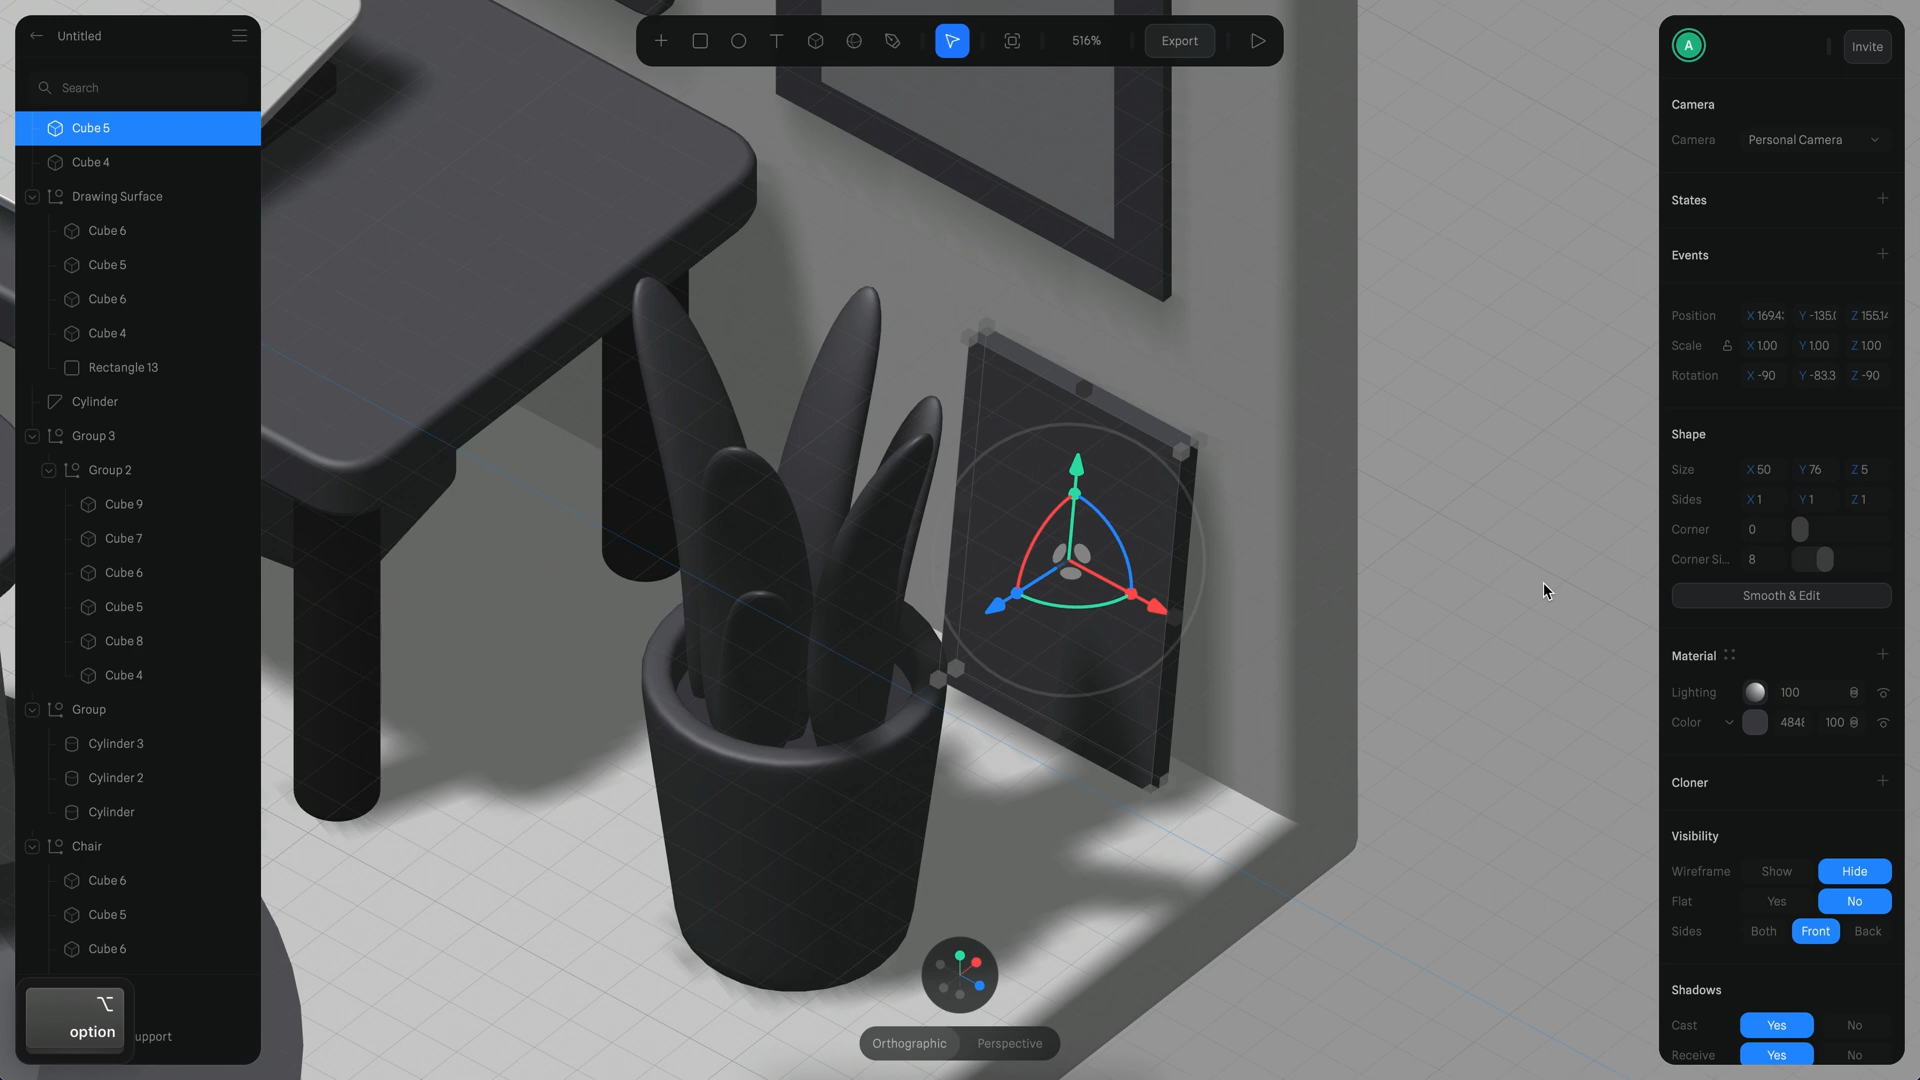 Untitled
Search
Cube 5
Cube 4
Drawing Surface
Cube 6
Cube 5
Cube 6
Cube 4
Rectangle 13
Cylinder
Group 3
Group 2
Cube 9
Cube 7
Cube 6
Cube 5
Cube 8
Cube 4
Group
Cylinder 3
Cylinder 2
Cylinder
Chair
Cube 6
Cube 5
Cube 6
option
upport
T
516%
Export
Orthographic Perspective
A
Invite
Camera
Camera Personal Camera
States
Events
Position X 169.4 Y -135.( Z 155.14
Scale X 1.00 Y 1.00 Z 1.00
Rotation X -90 Y -83.3 Z -90
Shape
Size X 50 Y 76 Z 5
Sides X 1 Y 1 Z 1
Corner 0
Corner Si... 8
Smooth & Edit
Material
Lighting 100
Color 4848 100
Cloner
Visibility
Wireframe Show Hide
Flat Yes No
Sides Both Front Back
Shadows
Cast Yes No
Receive Yes No